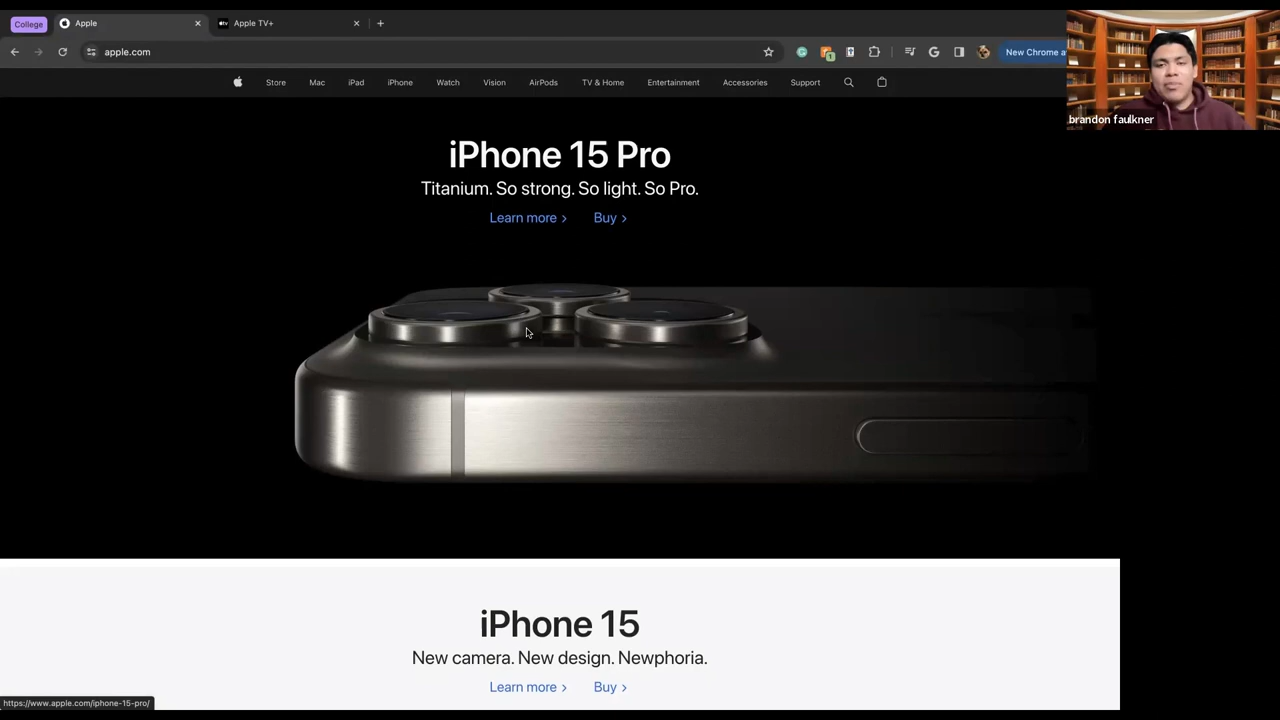 College
Apple
Apple TV+
apple.com
New Chrome a
Store
Mac
iPad
iPhone
Watch
Vision
AirPods
TV & Home
Entertainment
Accessories
Support
brandon faulkner
iPhone 15 Pro
Titanium. So strong. So light. So Pro.
Learn more > Buy >
iPhone 15
New camera. New design. Newphoria.
Learn more > Buy >
https://www.apple.com/iphone-15-pro/